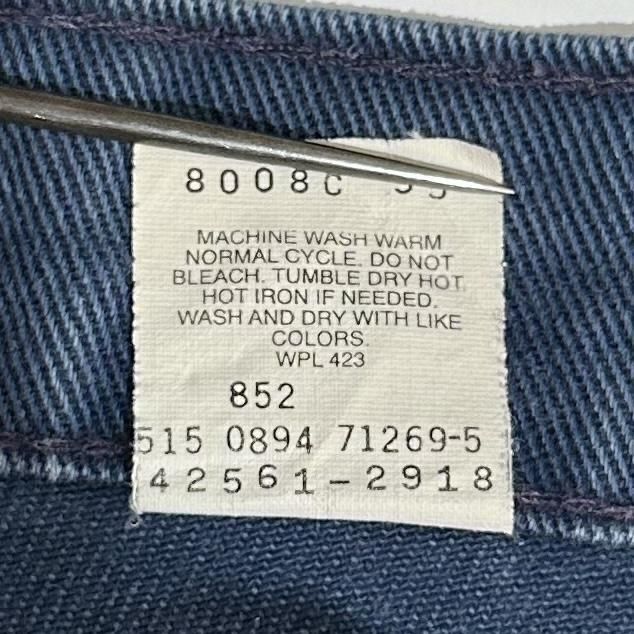 8008C
MACHINE WASH WARM
NORMAL CYCLE. DO NOT
BLEACH. TUMBLE DRY HOT.
HOT IRON IF NEEDED.
WASH AND DRY WITH LIKE
COLORS.
WPL 423
852
515 0894 71269-5
42561-2918